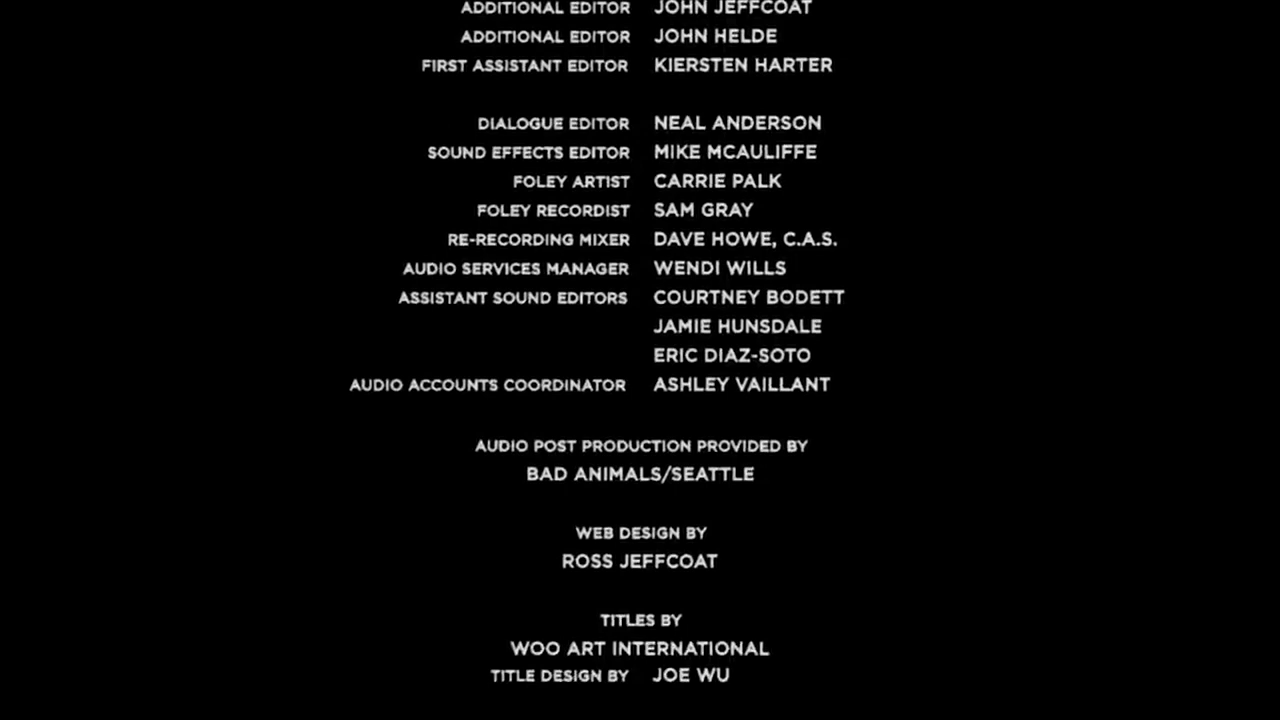 ADDITIONAL EDITOR JOHN JEFFCOAT
ADDITIONAL EDITOR JOHN HELDE
FIRST ASSISTANT EDITOR KIERSTEN HARTER
DIALOGUE EDITOR NEAL ANDERSON
SOUND EFFECTS EDITOR MIKE MCAULIFFE
FOLEY ARTIST CARRIE PALK
FOLEY RECORDIST SAM GRAY
RE-RECORDING MIXER DAVE HOWE, C.A.S.
AUDIO SERVICES MANAGER WENDI WILLS
ASSISTANT SOUND EDITORS COURTNEY BODETT
JAMIE HUNSDALE
ERIC DIAZ-SOTO
AUDIO ACCOUNTS COORDINATOR ASHLEY VAILLANT
AUDIO POST PRODUCTION PROVIDED BY
BAD ANIMALS/SEATTLE
WEB DESIGN BY
ROSS JEFFCOAT
TITLES BY
WOO ART INTERNATIONAL
TITLE DESIGN BY JOE WU